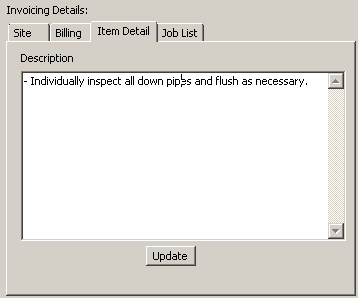 Invoicing Details:
Site Billing Item Detail Job List
Description
- Individually inspect all down pipes and flush as necessary.
Update